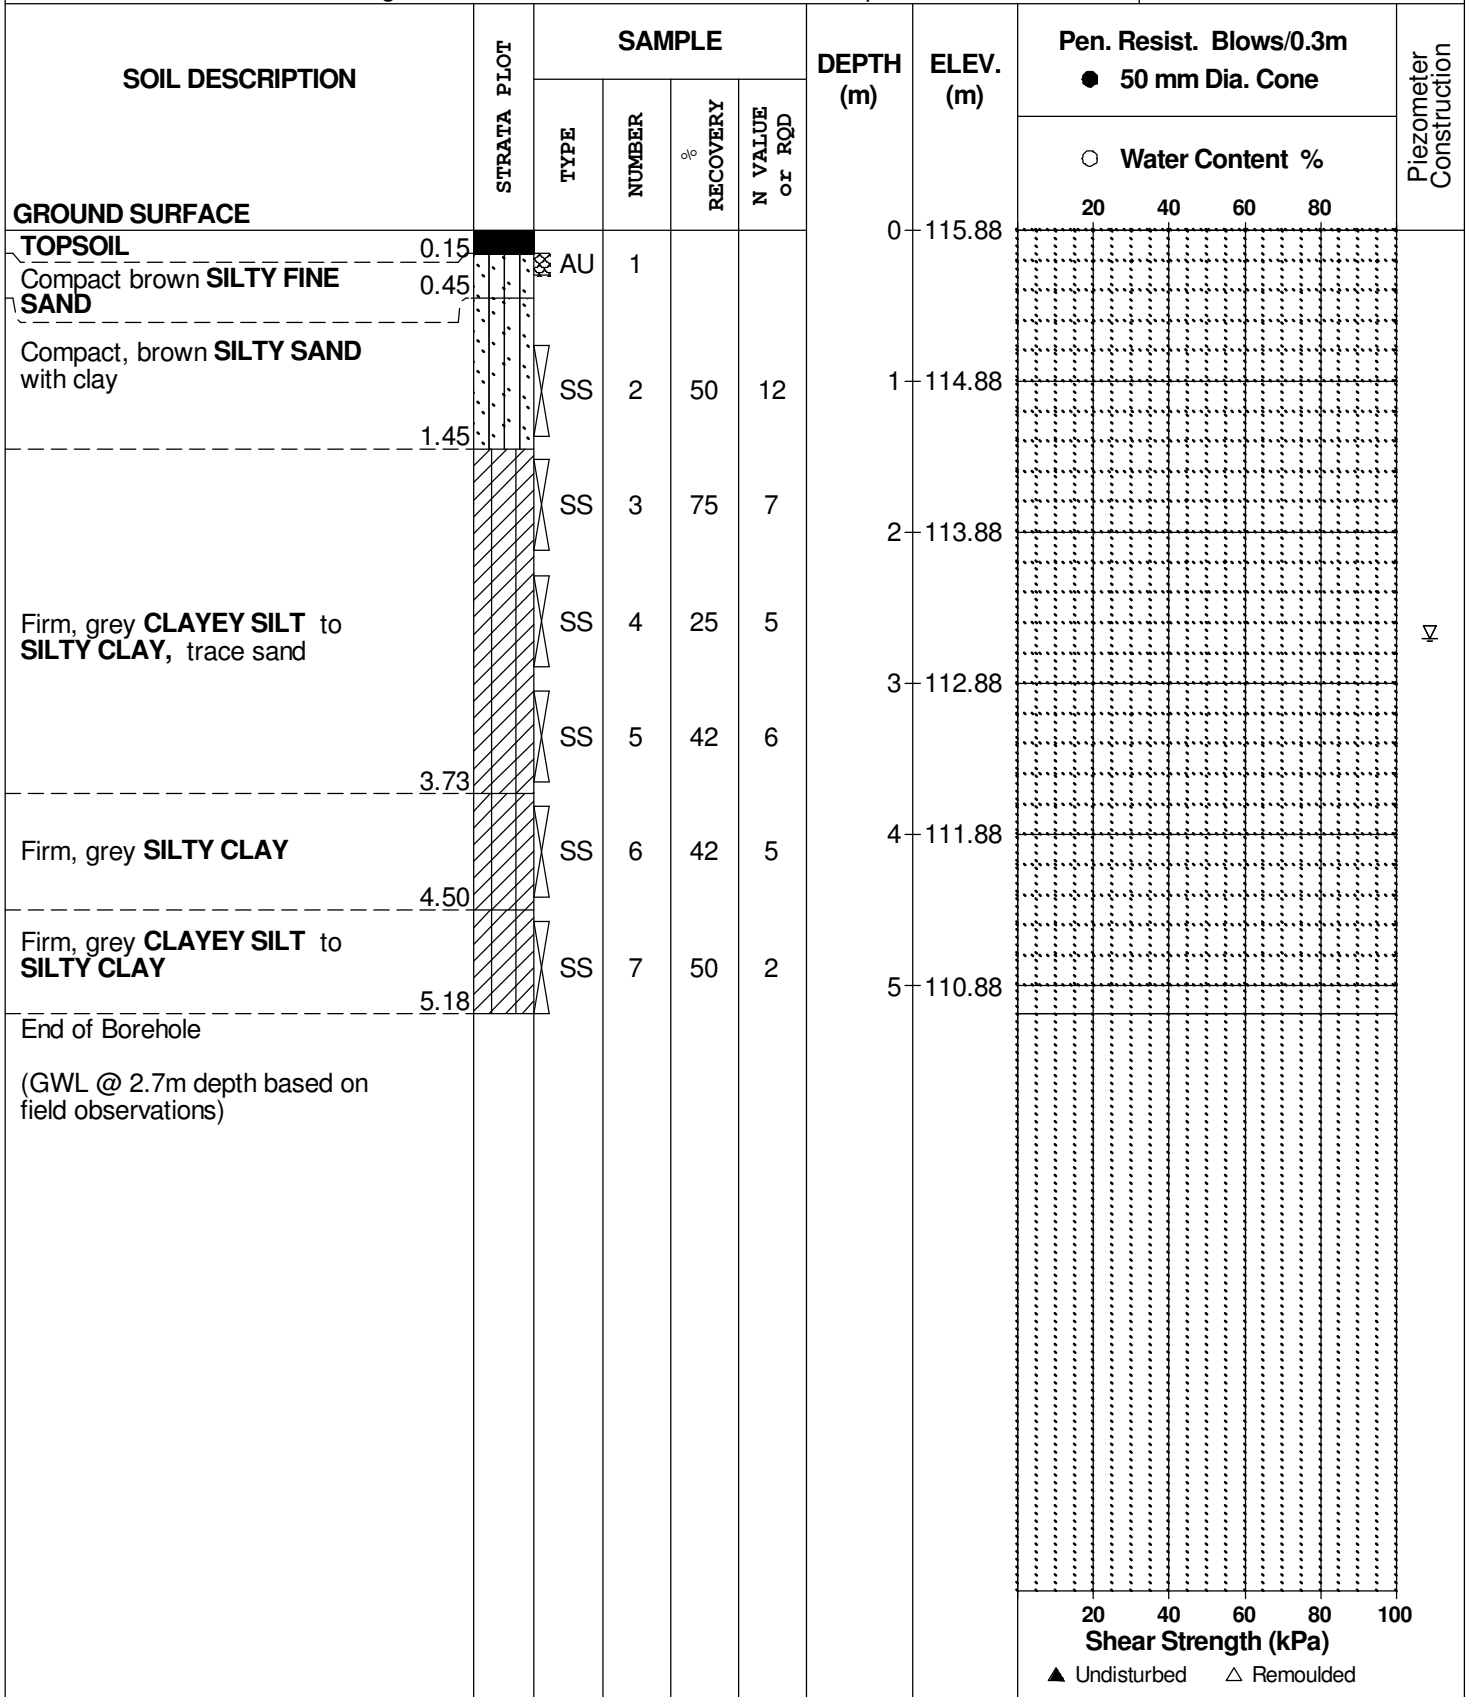 SOIL DESCRIPTION
STRATA PLOT
SAMPLE
TYPE
NUMBER
% RECOVERY
N VALUE or RQD
DEPTH (m)
ELEV. (m)
Pen. Resist. Blows/0.3m
● 50 mm Dia. Cone
○ Water Content %
Piezometer Construction
20 40 60 80
GROUND SURFACE
0 115.88
TOPSOIL 0.15
AU 1
Compact brown SILTY FINE 0.45
SAND
Compact, brown SILTY SAND
with clay
SS 2 50 12
1 114.88
1.45
SS 3 75 7
2 113.88
Firm, grey CLAYEY SILT to
SILTY CLAY, trace sand
SS 4 25 5
3 112.88
SS 5 42 6
3.73
4 111.88
Firm, grey SILTY CLAY
SS 6 42 5
4.50
Firm, grey CLAYEY SILT to
SILTY CLAY
SS 7 50 2
5 110.88
5.18
End of Borehole
(GWL @ 2.7m depth based on
field observations)
20 40 60 80 100
Shear Strength (kPa)
▲ Undisturbed △ Remoulded